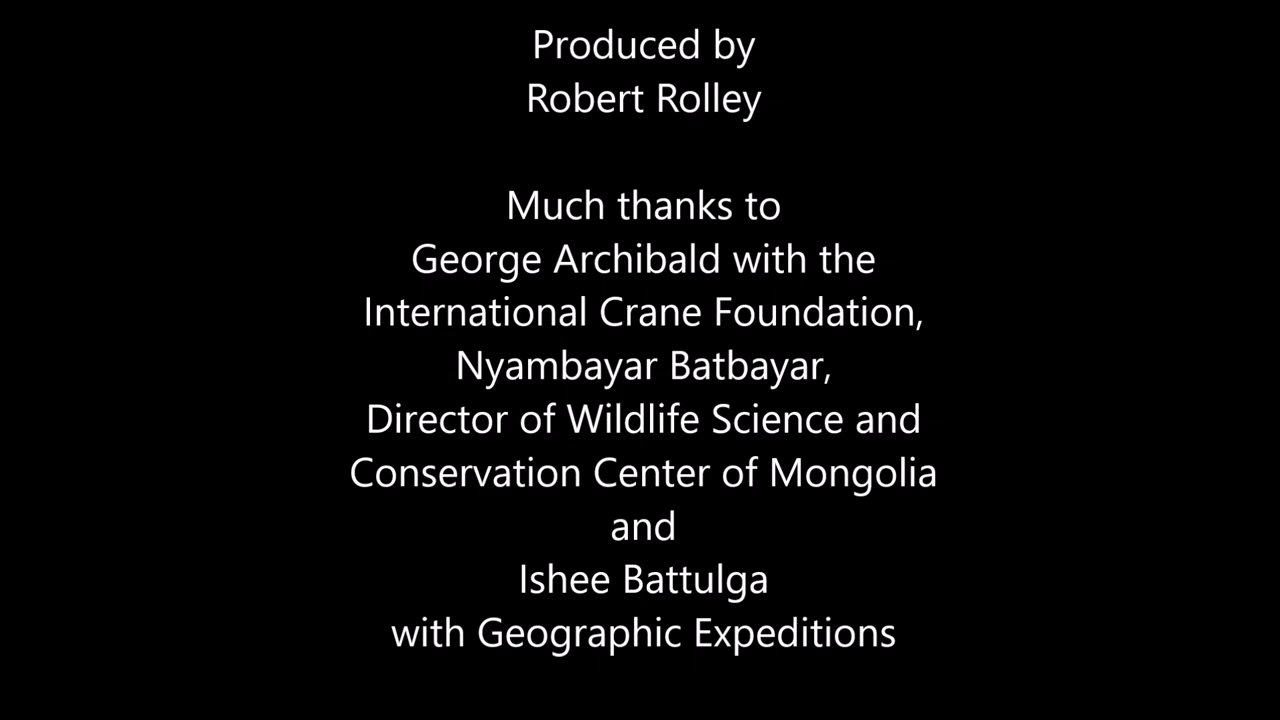 Produced by
Robert Rolley
Much thanks to
George Archibald with the
International Crane Foundation,
Nyambayar Batbayar,
Director of Wildlife Science and
Conservation Center of Mongolia
and
Ishee Battulga
with Geographic Expeditions